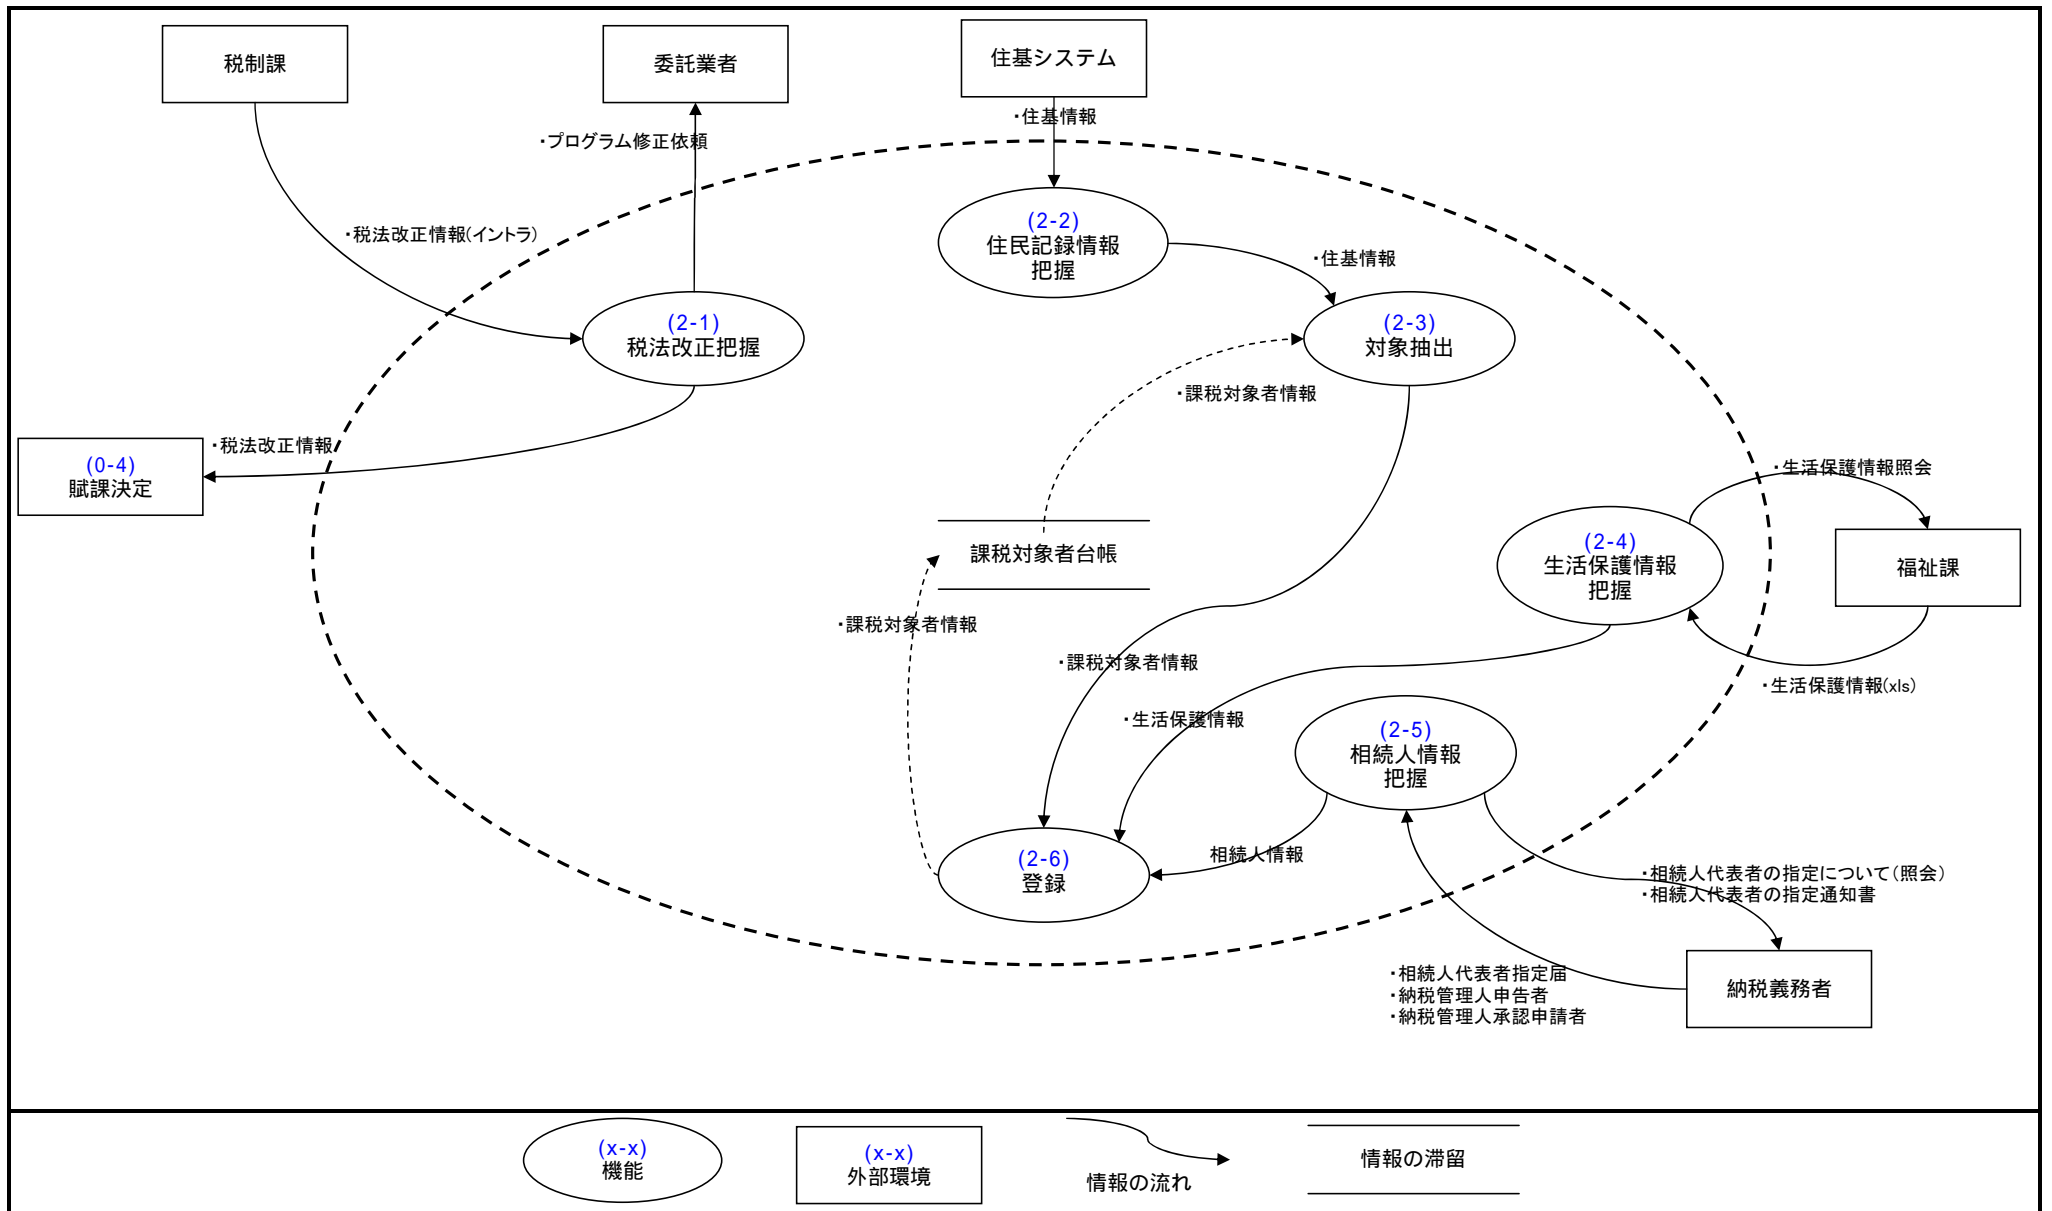 税制課
委託業者
住基システム
・住基情報
・プログラム修正依頼
・税法改正情報(イントラ)
(2-2)
住民記録情報
把握
・住基情報
(2-1)
税法改正把握
(2-3)
対象抽出
・課税対象者情報
・税法改正情報
(0-4)
賦課決定
・生活保護情報照会
課税対象者台帳
(2-4)
生活保護情報
把握
福祉課
・課税対象者情報
・課税対象者情報
・生活保護情報(xls)
・生活保護情報
(2-5)
相続人情報
把握
相続人情報
(2-6)
登録
・相続人代表者の指定について(照会)
・相続人代表者の指定通知書
・相続人代表者指定届
・納税管理人申告者
・納税管理人承認申請者
納税義務者
(x-x)
機能
(x-x)
外部環境
情報の流れ
情報の滞留